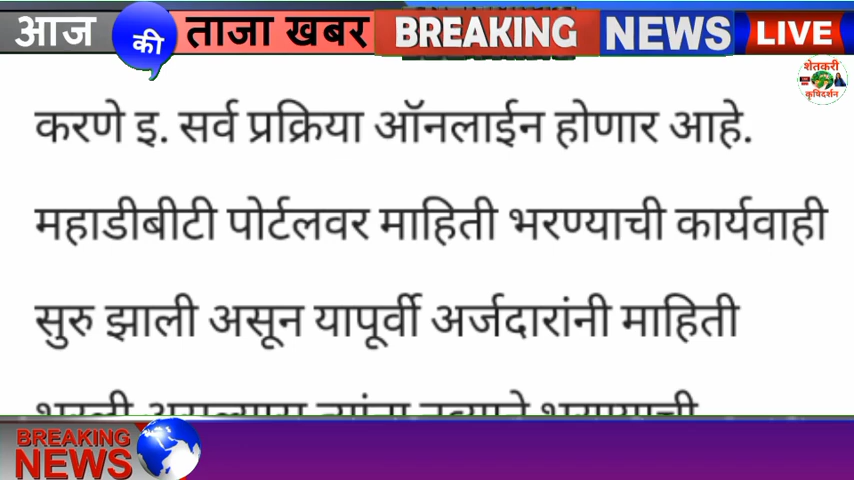 आज की ताजा खबर BREAKING NEWS LIVE
शेतकरी
कृषिदर्शन
करणे इ. सर्व प्रक्रिया ऑनलाईन होणार आहे.
महाडीबीटी पोर्टलवर माहिती भरण्याची कार्यवाही
सुरु झाली असून यापूर्वी अर्जदारांनी माहिती
BREAKING
NEWS